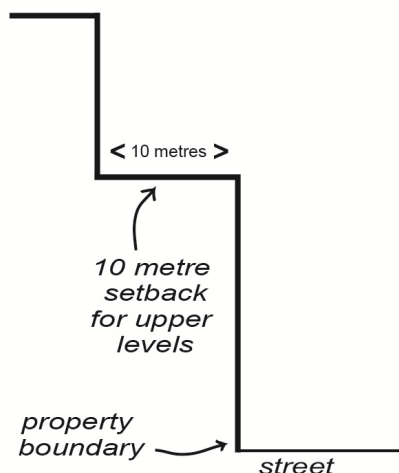 < 10 metres >
10 metre
setback
for upper
levels
property
boundary
street